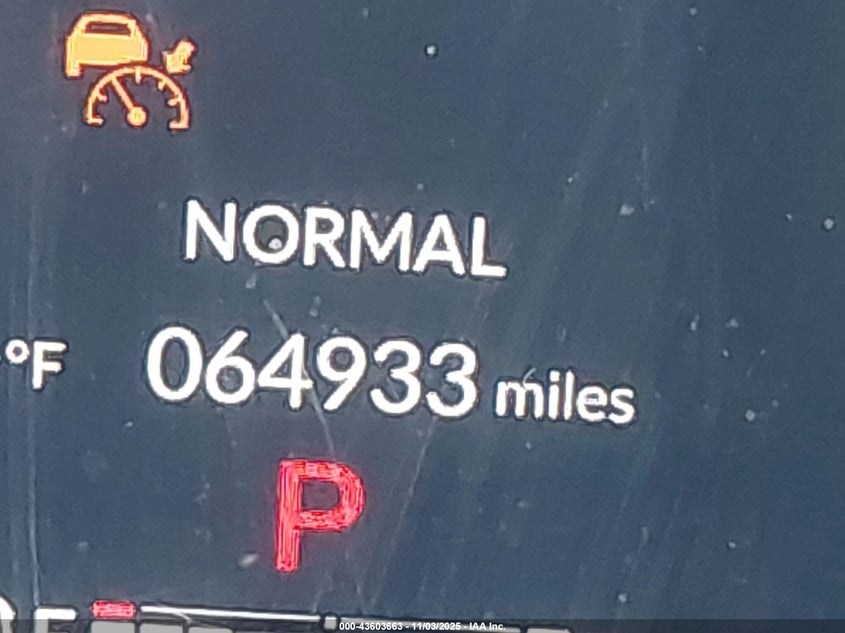 NORMAL
°F 064933 miles
P
000-43603663 - 11/03/2025 - IAA Inc.